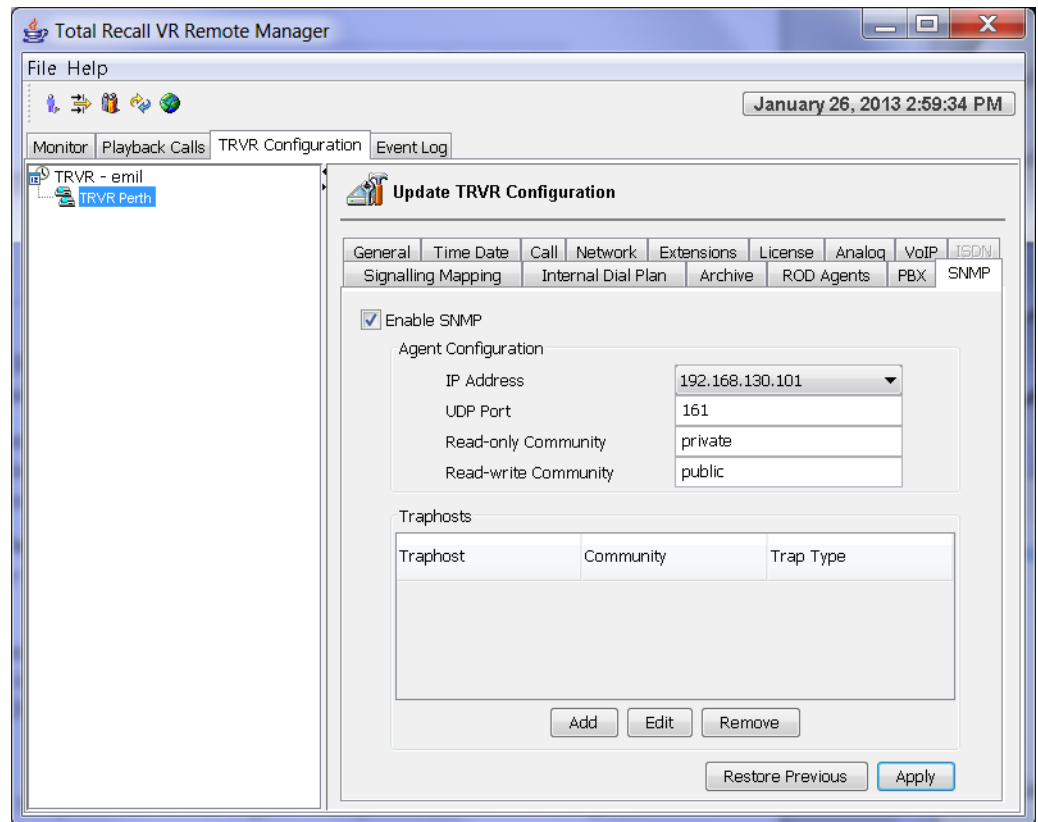 Total Recall VR Remote Manager
File Help
January 26, 2013 2:59:34 PM
Monitor Playback Calls TRVR Configuration Event Log
TRVR - emil
TRVR Perth
Update TRVR Configuration
General Time Date Call Network Extensions License Analog VoIP ISDN
Signalling Mapping Internal Dial Plan Archive ROD Agents PBX SNMP
Enable SNMP
Agent Configuration
IP Address 192.168.130.101
UDP Port 161
Read-only Community private
Read-write Community public
Traphosts
Traphost Community Trap Type
Add Edit Remove
Restore Previous Apply